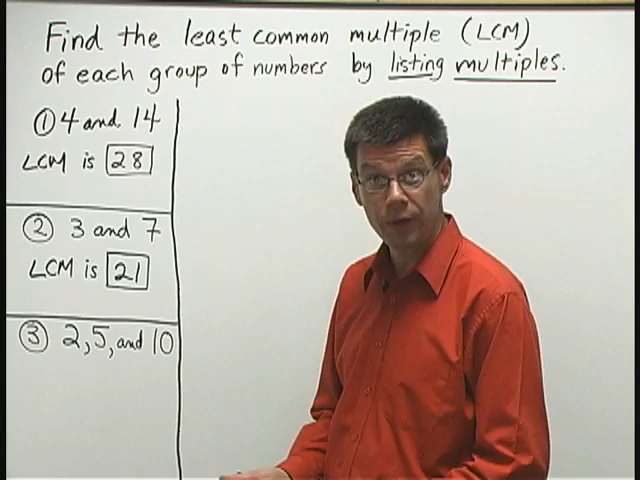 Find the least common multiple (LCM)
of each group of numbers by listing multiples.
① 4 and 14
LCM is 28
② 3 and 7
LCM is 21
③ 2, 5, and 10